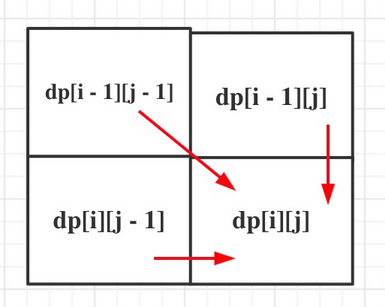 dp[i - 1][j - 1]
dp[i - 1][j]
dp[i][j - 1]
dp[i][j]